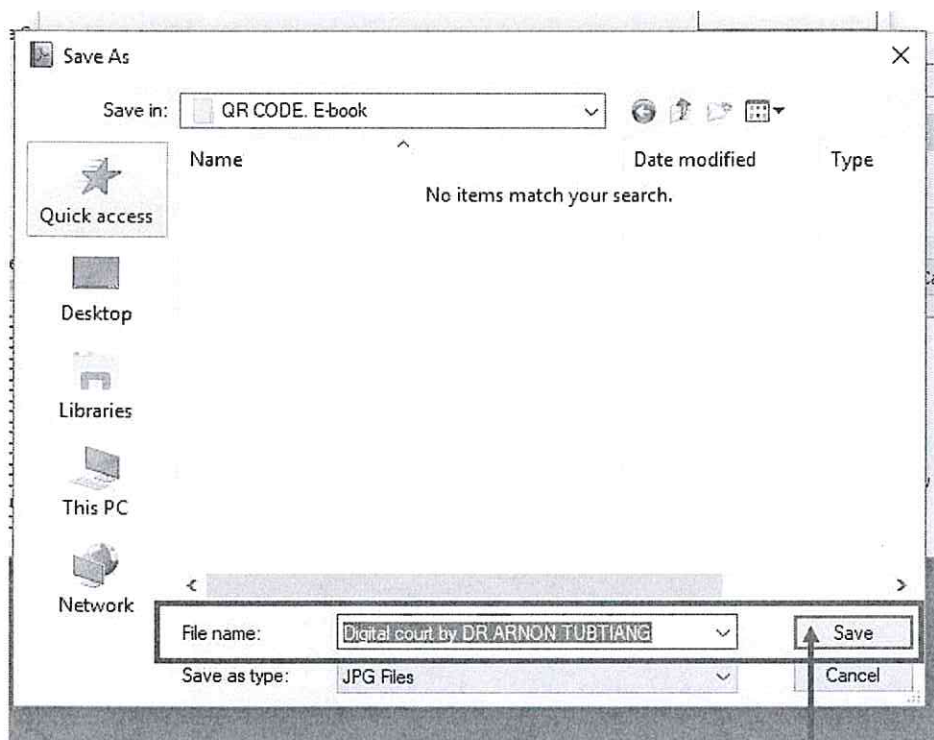 Save As
Save in:
QR CODE. E-book
Name
Date modified
Type
No items match your search.
Quick access
Desktop
Libraries
This PC
Network
File name:
Digital court by DR ARNON TUBTIANG
Save
Save as type:
JPG Files
Cancel